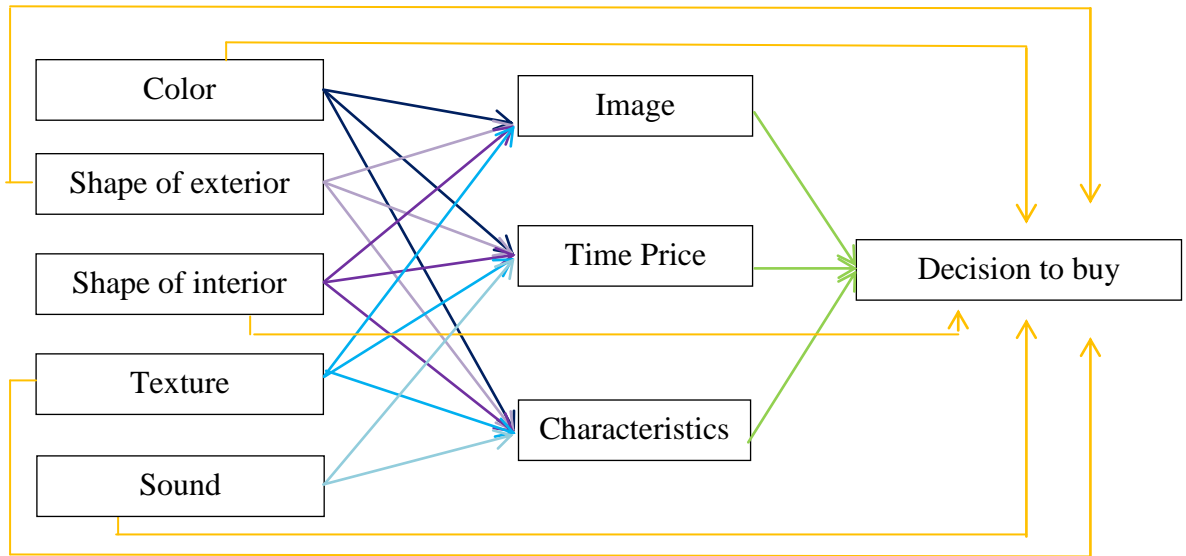 Color
Shape of exterior
Shape of interior
Texture
Sound
Image
Time Price
Characteristics
Decision to buy